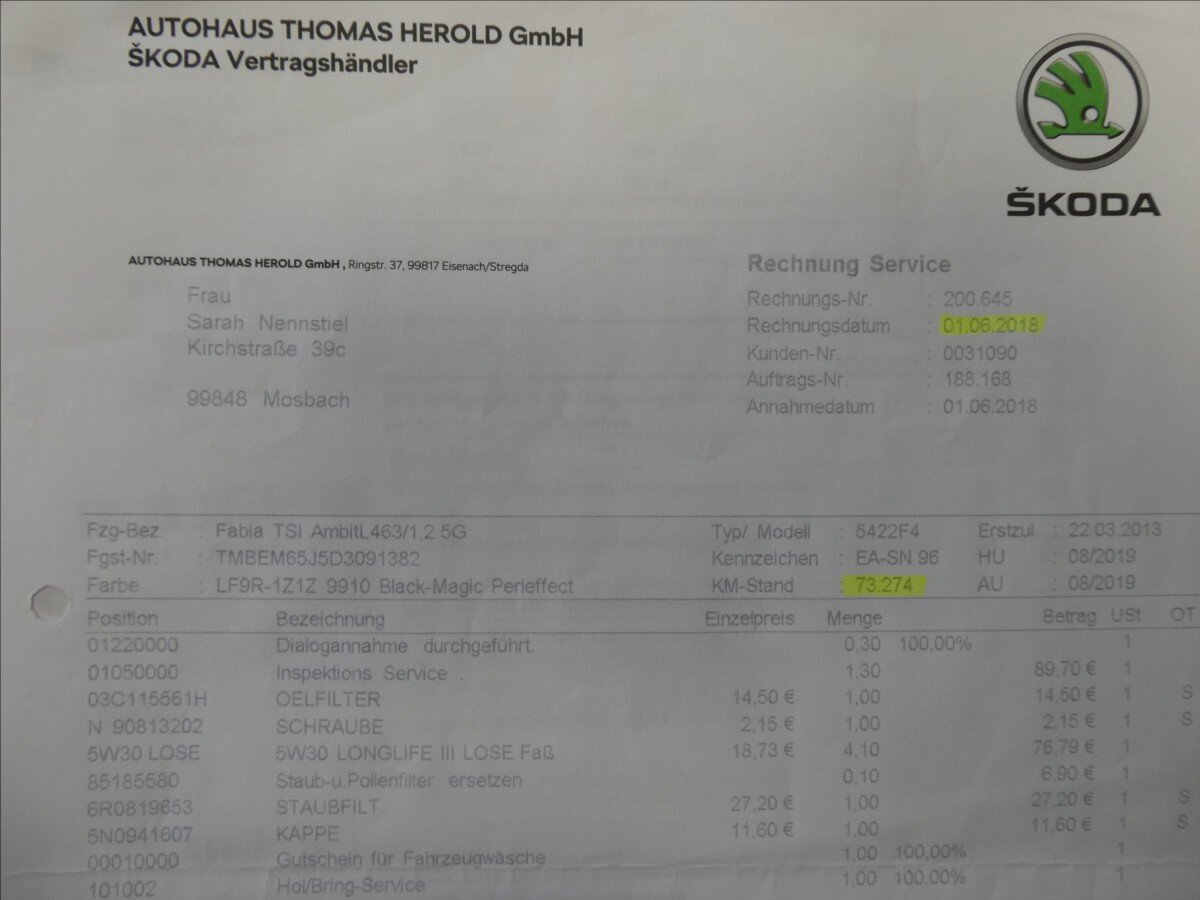 AUTOHAUS THOMAS HEROLD GmbH
ŠKODA Vertragshändler
ŠKODA
AUTOHAUS THOMAS HEROLD GmbH , Ringstr. 37, 99817 Eisenach/Stregda
Frau
Sarah Nennstiel
Kirchstraße 39c
99848 Mosbach
Rechnung Service
Rechnungs-Nr. : 200.645
Rechnungsdatum : 01.06.2018
Kunden-Nr. : 0031090
Auftrags-Nr. : 188.168
Annahmedatum : 01.06.2018
Fzg-Bez. : Fabia TSI AmbitL463/1,2 5G Typ/ Modell : 5422F4 Erstzul. : 22.03.2013
Fgst-Nr. : TMBEM65J5D3091382 Kennzeichen : EA-SN 96 HU : 08/2019
Farbe : LF9R-1Z1Z 9910 Black-Magic Perleffect KM-Stand : 73.274 AU : 08/2019
Position Bezeichnung Einzelpreis Menge Betrag USt OT
01220000 Dialogannahme durchgeführt. 0,30 100,00% 1
01050000 Inspektions Service . 1,30 89,70 € 1
03C115561H OELFILTER 14,50 € 1,00 14,50 € 1 S
N 90813202 SCHRAUBE 2,15 € 1,00 2,15 € 1 S
5W30 LOSE 5W30 LONGLIFE III LOSE Faß 18,73 € 4,10 76,79 € 1
85185580 Staub-u.Pollenfilter ersetzen 0,10 6,90 € 1
6R0819653 STAUBFILT. 27,20 € 1,00 27,20 € 1 S
5N0941607 KAPPE 11,60 € 1,00 11,60 € 1 S
00010000 Gutschein für Fahrzeugwäsche 1,00 100,00% 1
101002 Hol/Bring-Service 1,00 100,00% 1